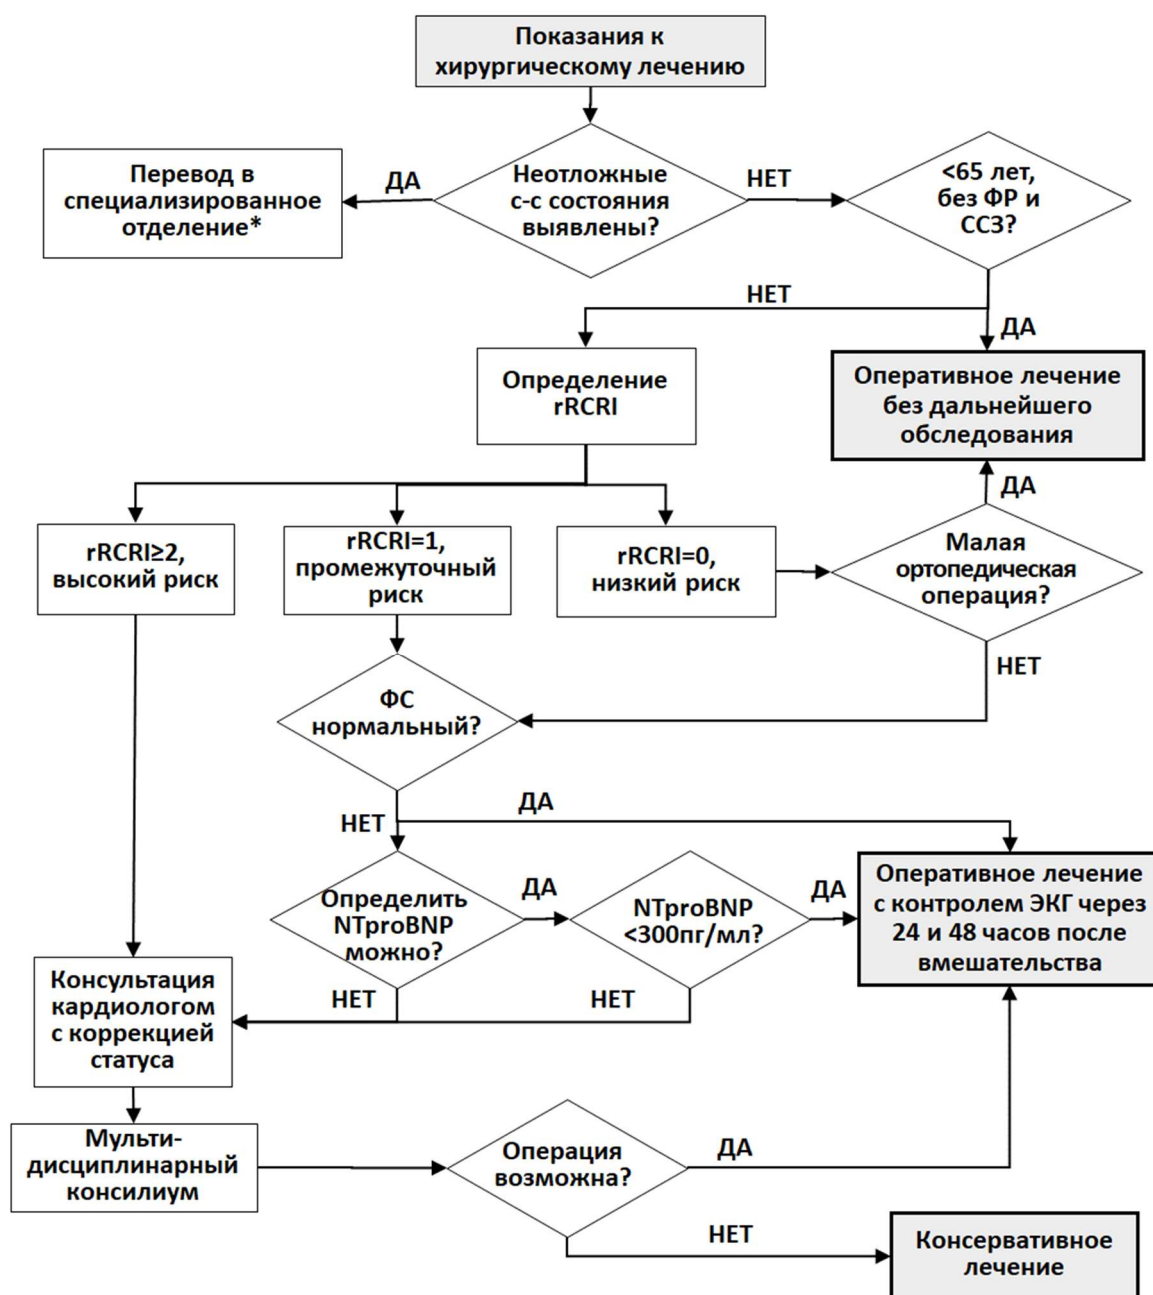 Показания к
хирургическому лечению
Перевод в
специализированное
отделение*
ДА
Неотложные
с-с состояния
выявлены?
НЕТ
<65 лет,
без ФР и
ССЗ?
НЕТ
ДА
Определение
rRCRI
Оперативное лечение
без дальнейшего
обследования
ДА
rRCRI≥2,
высокий риск
rRCRI=1,
промежуточный
риск
rRCRI=0,
низкий риск
Малая
ортопедическая
операция?
НЕТ
ФС
нормальный?
ДА
НЕТ
Определить
NTproBNP
можно?
ДА
NTproBNP
<300пг/мл?
ДА
Оперативное лечение
с контролем ЭКГ через
24 и 48 часов после
вмешательства
НЕТ
НЕТ
Консультация
кардиологом
с коррекцией
статуса
Мульти-
дисциплинарный
консилиум
Операция
возможна?
ДА
НЕТ
Консервативное
лечение